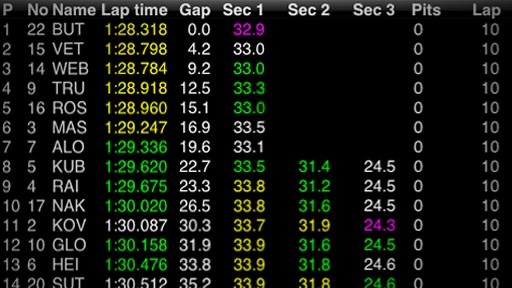 P No Name Lap time Gap Sec 1 Sec 2 Sec 3 Pits Lap
1 22 BUT 1:28.318 0.0 32.9 0 10
2 15 VET 1:28.798 4.2 33.0 0 10
3 14 WEB 1:28.784 9.2 33.0 0 10
4 9 TRU 1:28.918 12.5 33.3 0 10
5 16 ROS 1:28.960 15.1 33.0 0 10
6 3 MAS 1:29.247 16.9 33.5 0 10
7 7 ALO 1:29.336 19.6 33.1 0 10
8 5 KUB 1:29.620 22.7 33.5 31.4 24.5 0 10
9 4 RAI 1:29.675 23.3 33.8 31.2 24.5 0 10
10 17 NAK 1:30.020 26.5 33.8 31.6 24.5 0 10
11 2 KOV 1:30.087 30.3 33.7 31.9 24.3 0 10
12 10 GLO 1:30.158 31.9 33.9 31.6 24.5 0 10
13 6 HEI 1:30.476 33.8 33.9 31.8 24.6 0 10
14 20 SUT 1:30.512 35.2 33.9 31.8 24.6 0 10